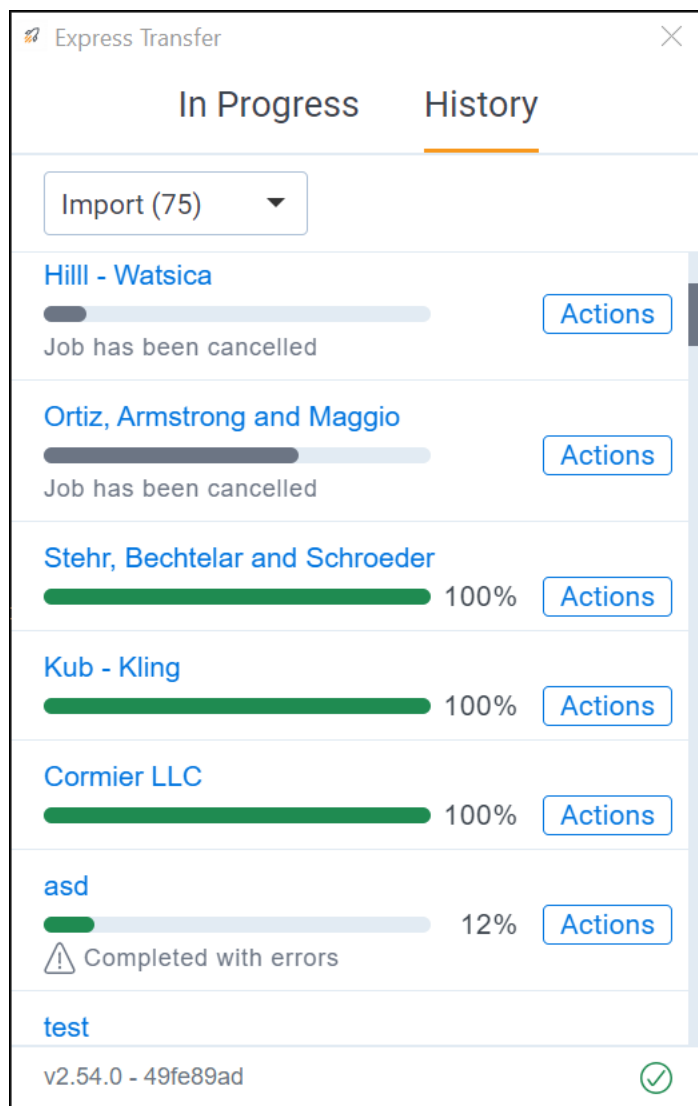 Express Transfer
In Progress History
Import (75)
Hilll - Watsica
Actions
Job has been cancelled
Ortiz, Armstrong and Maggio
Actions
Job has been cancelled
Stehr, Bechtelar and Schroeder
100% Actions
Kub - Kling
100% Actions
Cormier LLC
100% Actions
asd
12% Actions
Completed with errors
test
v2.54.0 - 49fe89ad